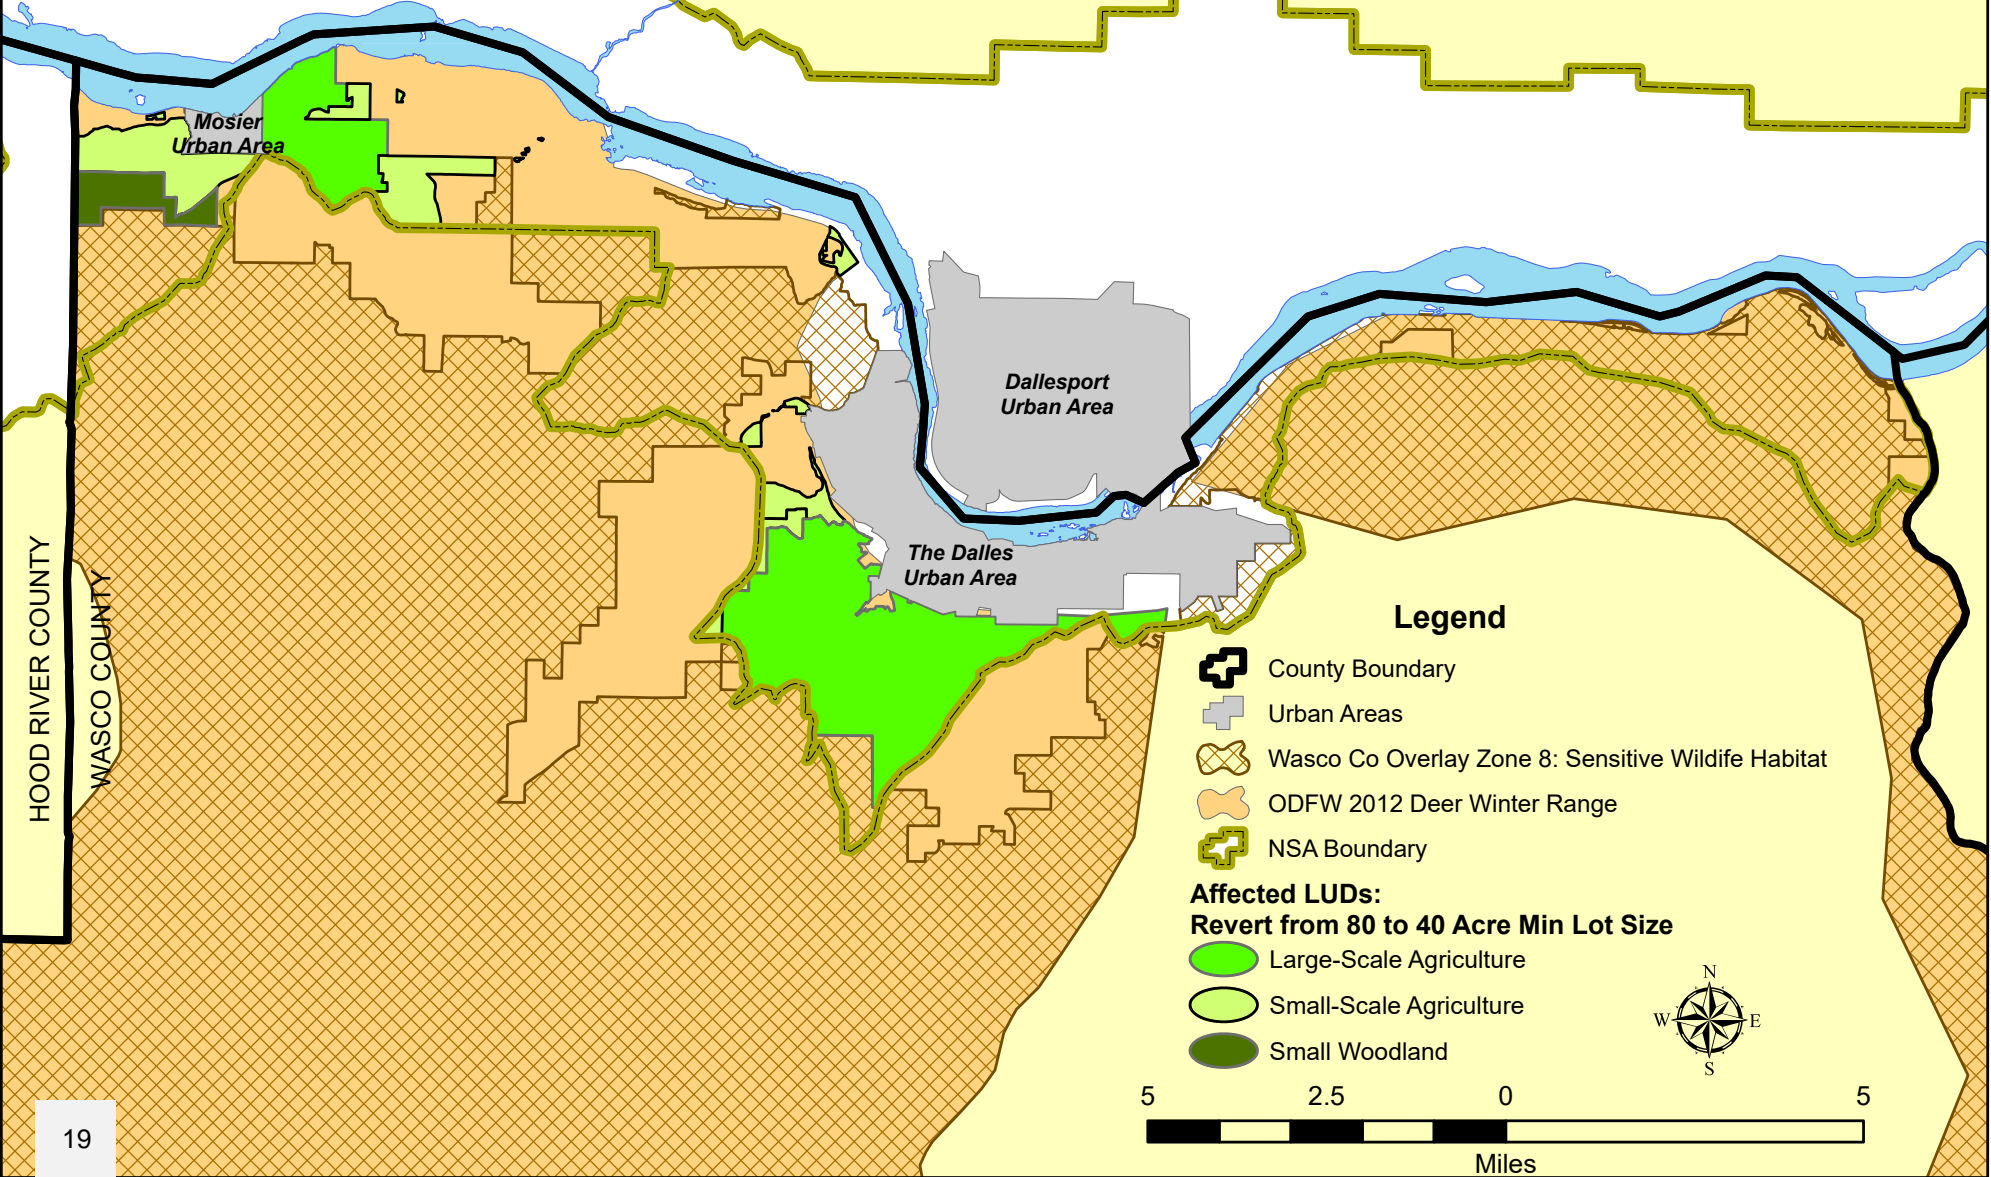 Mosier
Urban Area
Dallesport
Urban Area
The Dalles
Urban Area
HOOD RIVER COUNTY
WASCO COUNTY
Legend
County Boundary
Urban Areas
Wasco Co Overlay Zone 8: Sensitive Wildife Habitat
ODFW 2012 Deer Winter Range
NSA Boundary
Affected LUDs:
Revert from 80 to 40 Acre Min Lot Size
Large-Scale Agriculture
Small-Scale Agriculture
Small Woodland
N
W E
S
5 2.5 0 5
Miles
19